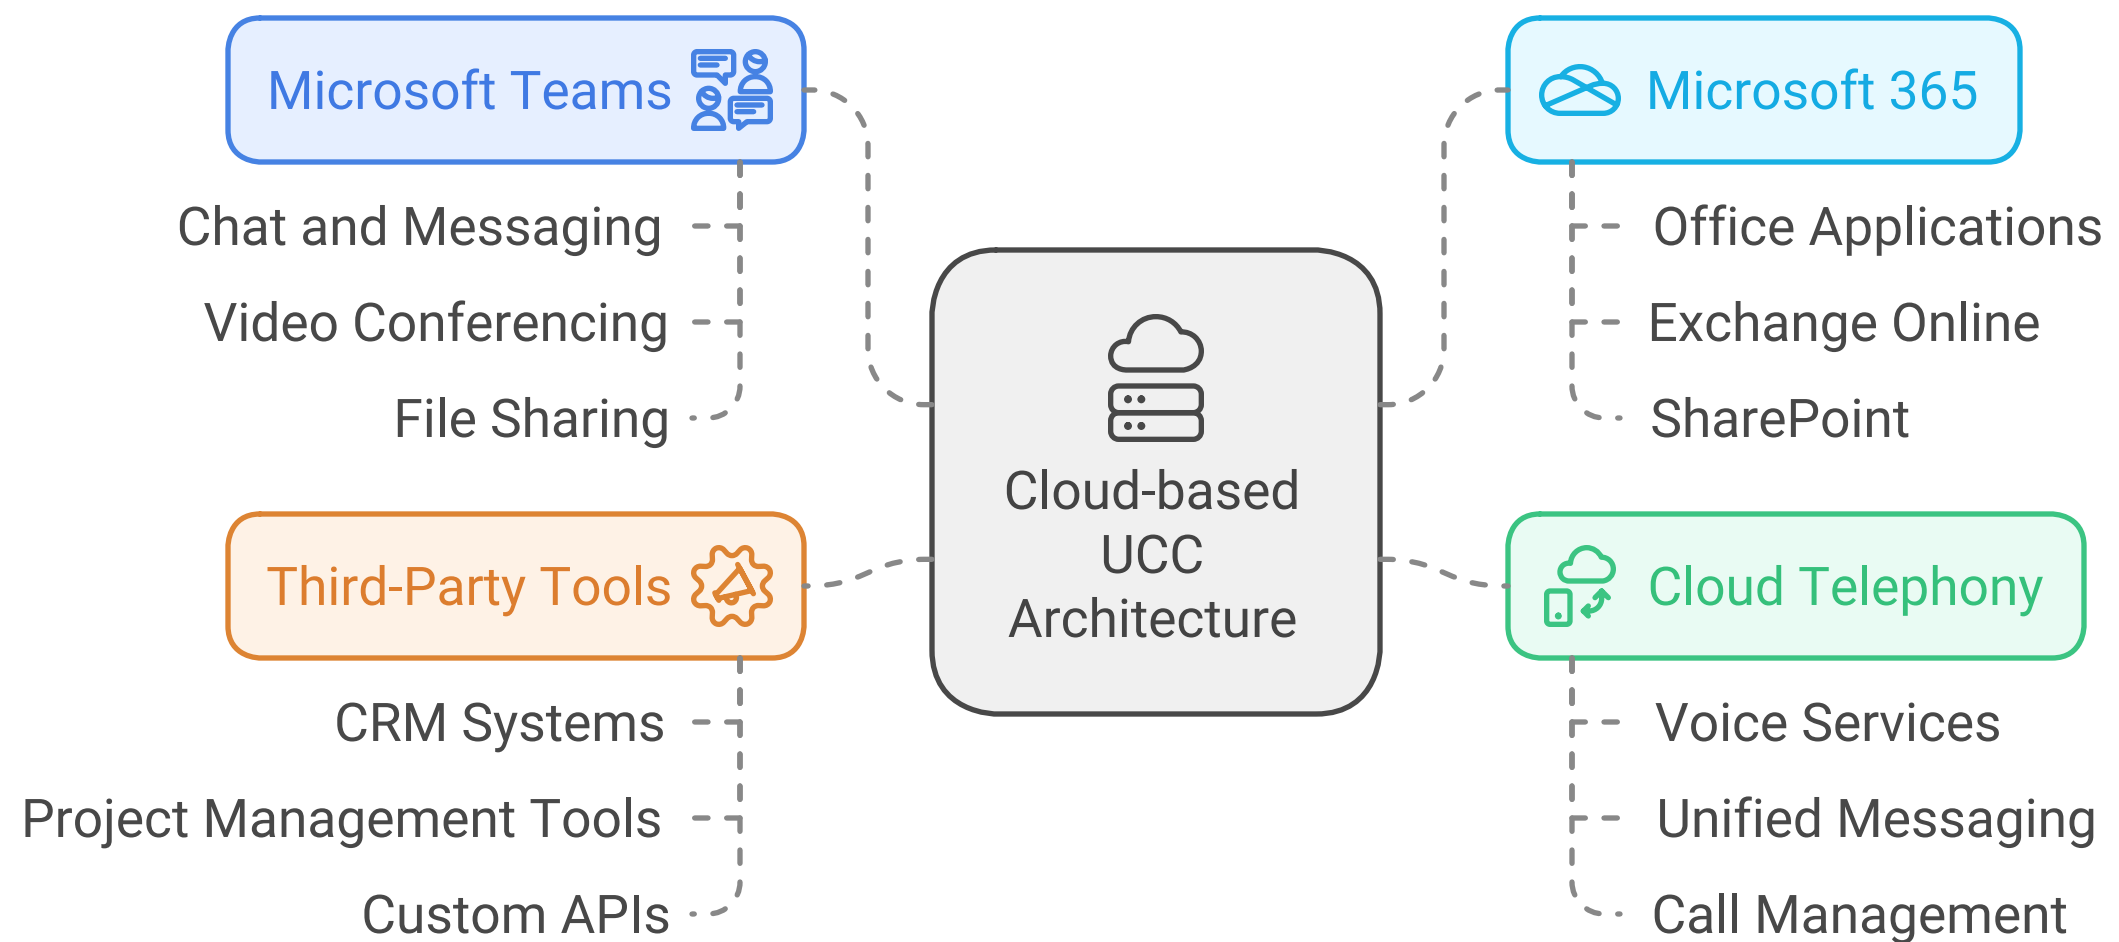 Microsoft Teams
Chat and Messaging
Video Conferencing
File Sharing
Third-Party Tools
CRM Systems
Project Management Tools
Custom APIs
Cloud-based
UCC
Architecture
Microsoft 365
Office Applications
Exchange Online
SharePoint
Cloud Telephony
Voice Services
Unified Messaging
Call Management